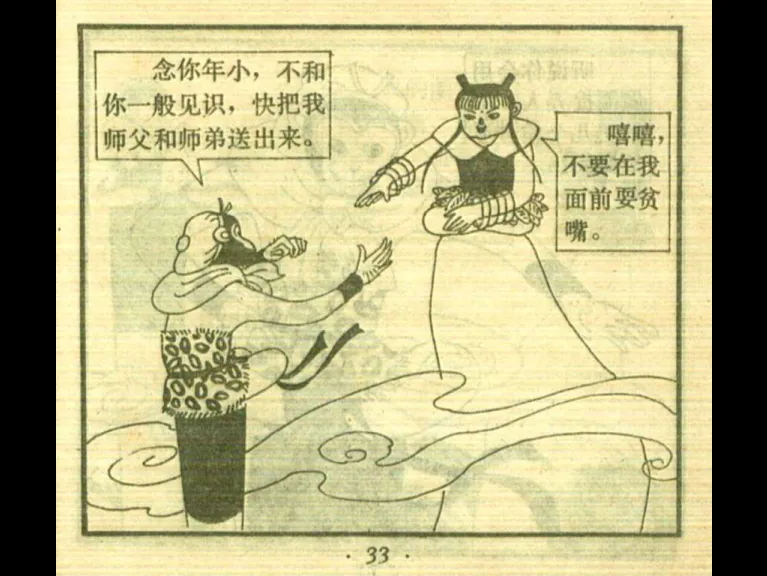 念你年小，不和
你一般见识，快把我
师父和师弟送出来。
嘻嘻，
不要在我
面前耍贫
嘴。
· 33 ·